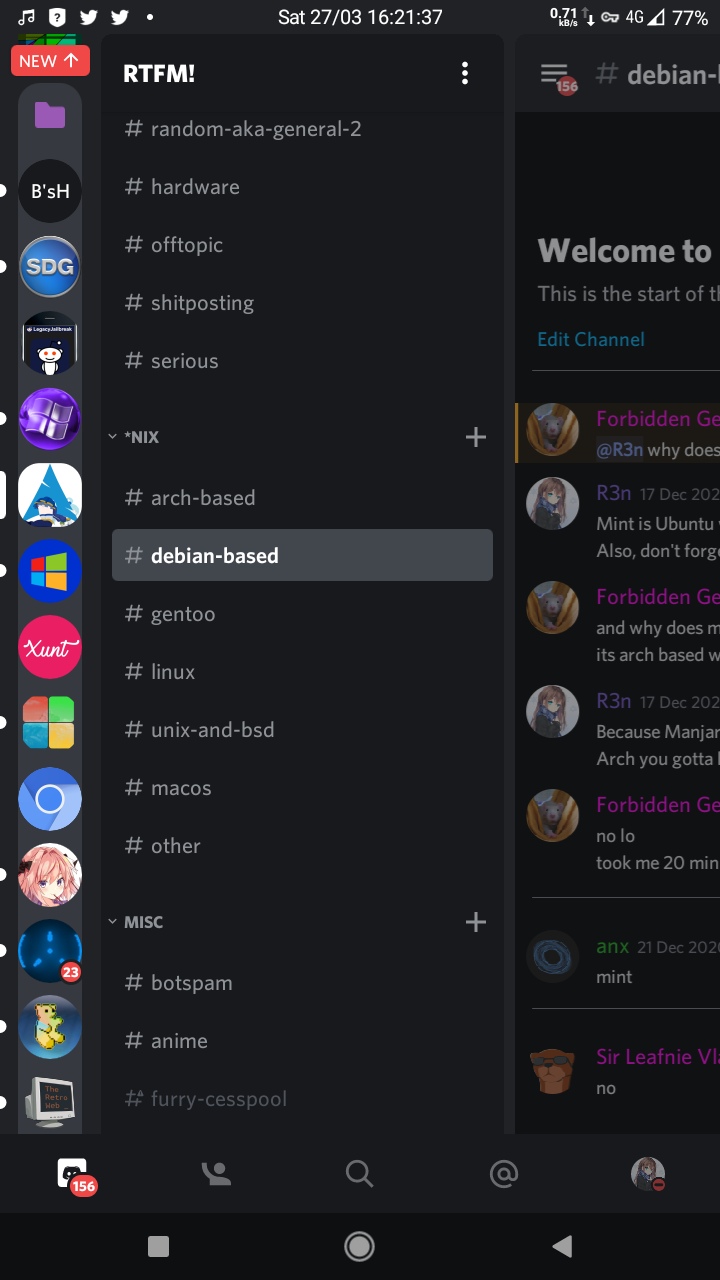 Sat 27/03 16:21:37
0.71 kB/s 4G 77%
NEW
RTFM!
# random-aka-general-2
# hardware
# offtopic
# shitposting
# serious
*NIX
# arch-based
# debian-based
# gentoo
# linux
# unix-and-bsd
# macos
# other
MISC
# botspam
# anime
# furry-cesspool
B'sH
SDG
LegacyJailbreak
Xunt
23
The
Retro
Web _
156
# debian-
Welcome to
This is the start of t
Edit Channel
Forbidden Ge
@R3n why does
R3n 17 Dec 202
Mint is Ubuntu
Also, don't forge
Forbidden Ge
and why does m
its arch based w
R3n 17 Dec 202
Because Manjar
Arch you gotta
Forbidden Ge
no lo
took me 20 min
anx 21 Dec 2020
mint
Sir Leafnie Vl
no
156